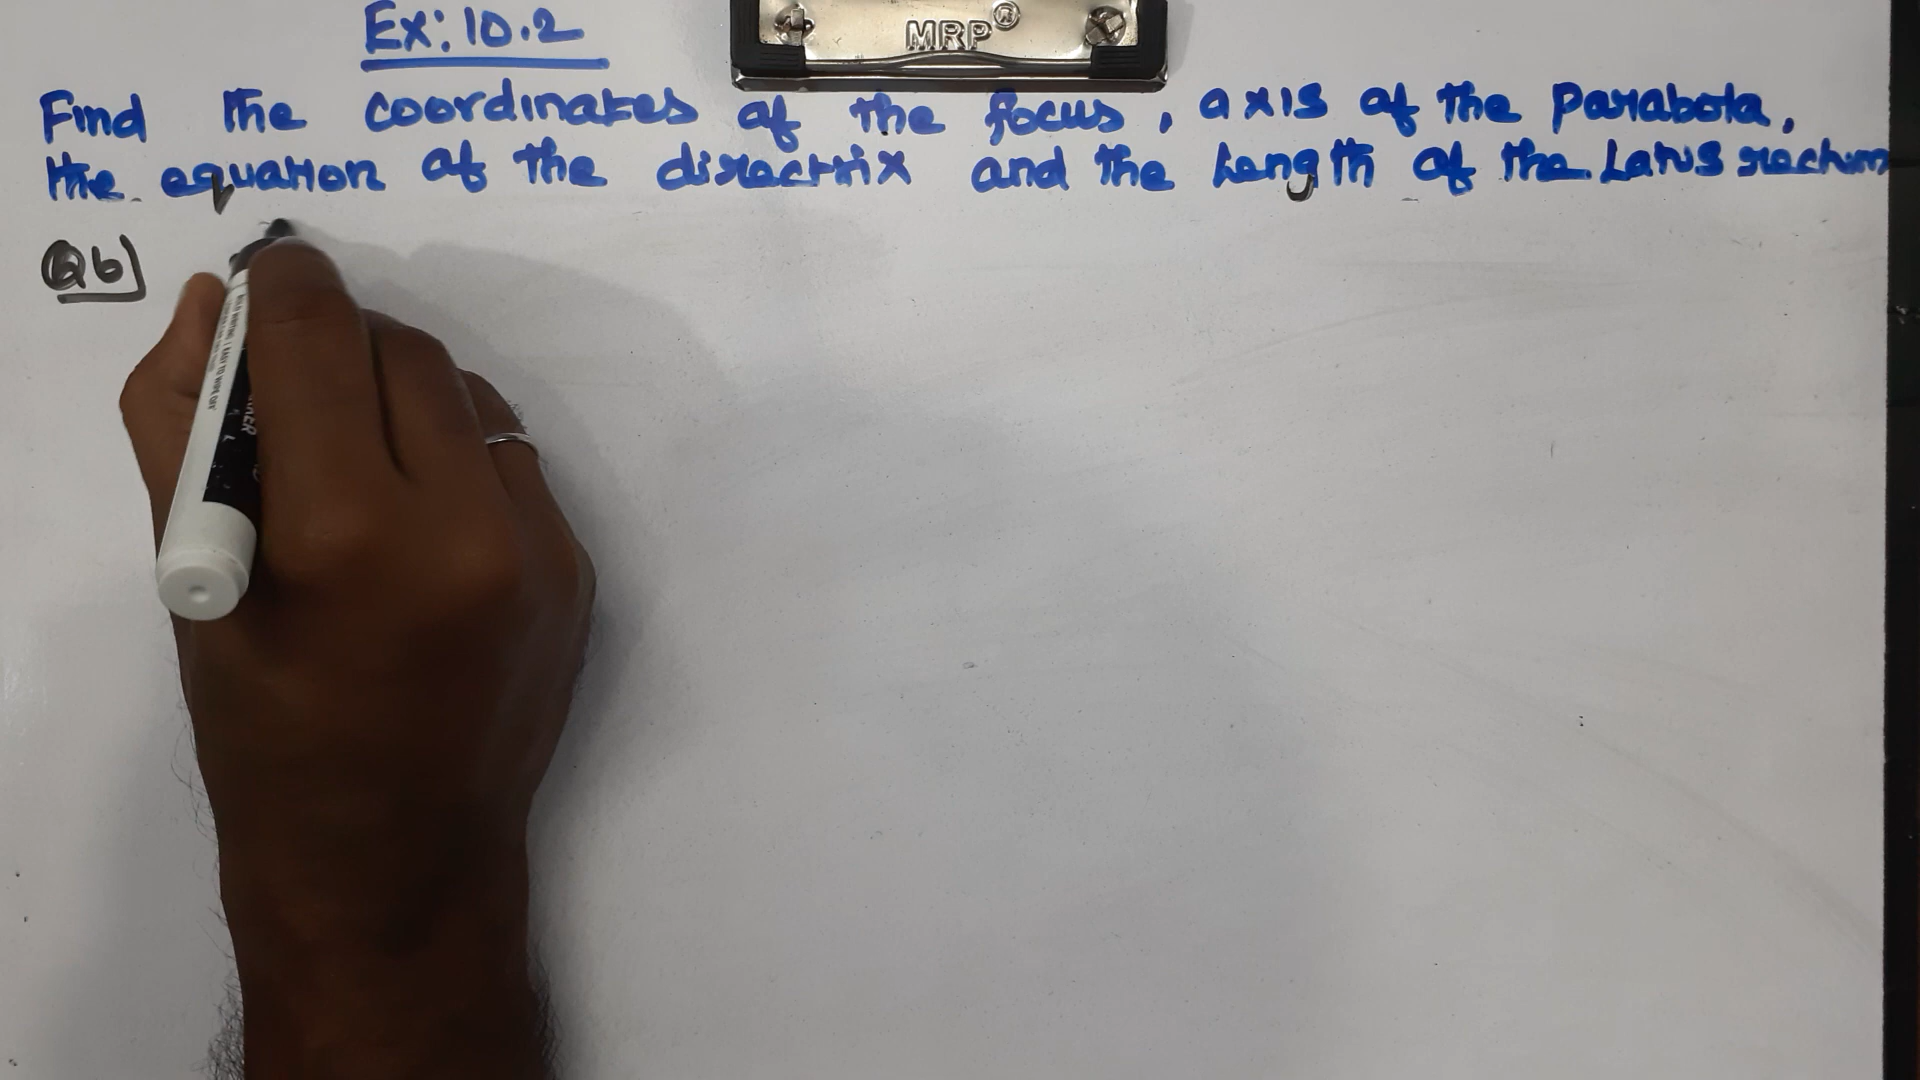 Ex: 10.2
MRP®
Find the coordinates of the focus, axis of the Parabola,
the equation of the directrix and the Length of the Latus rectum
Q6)